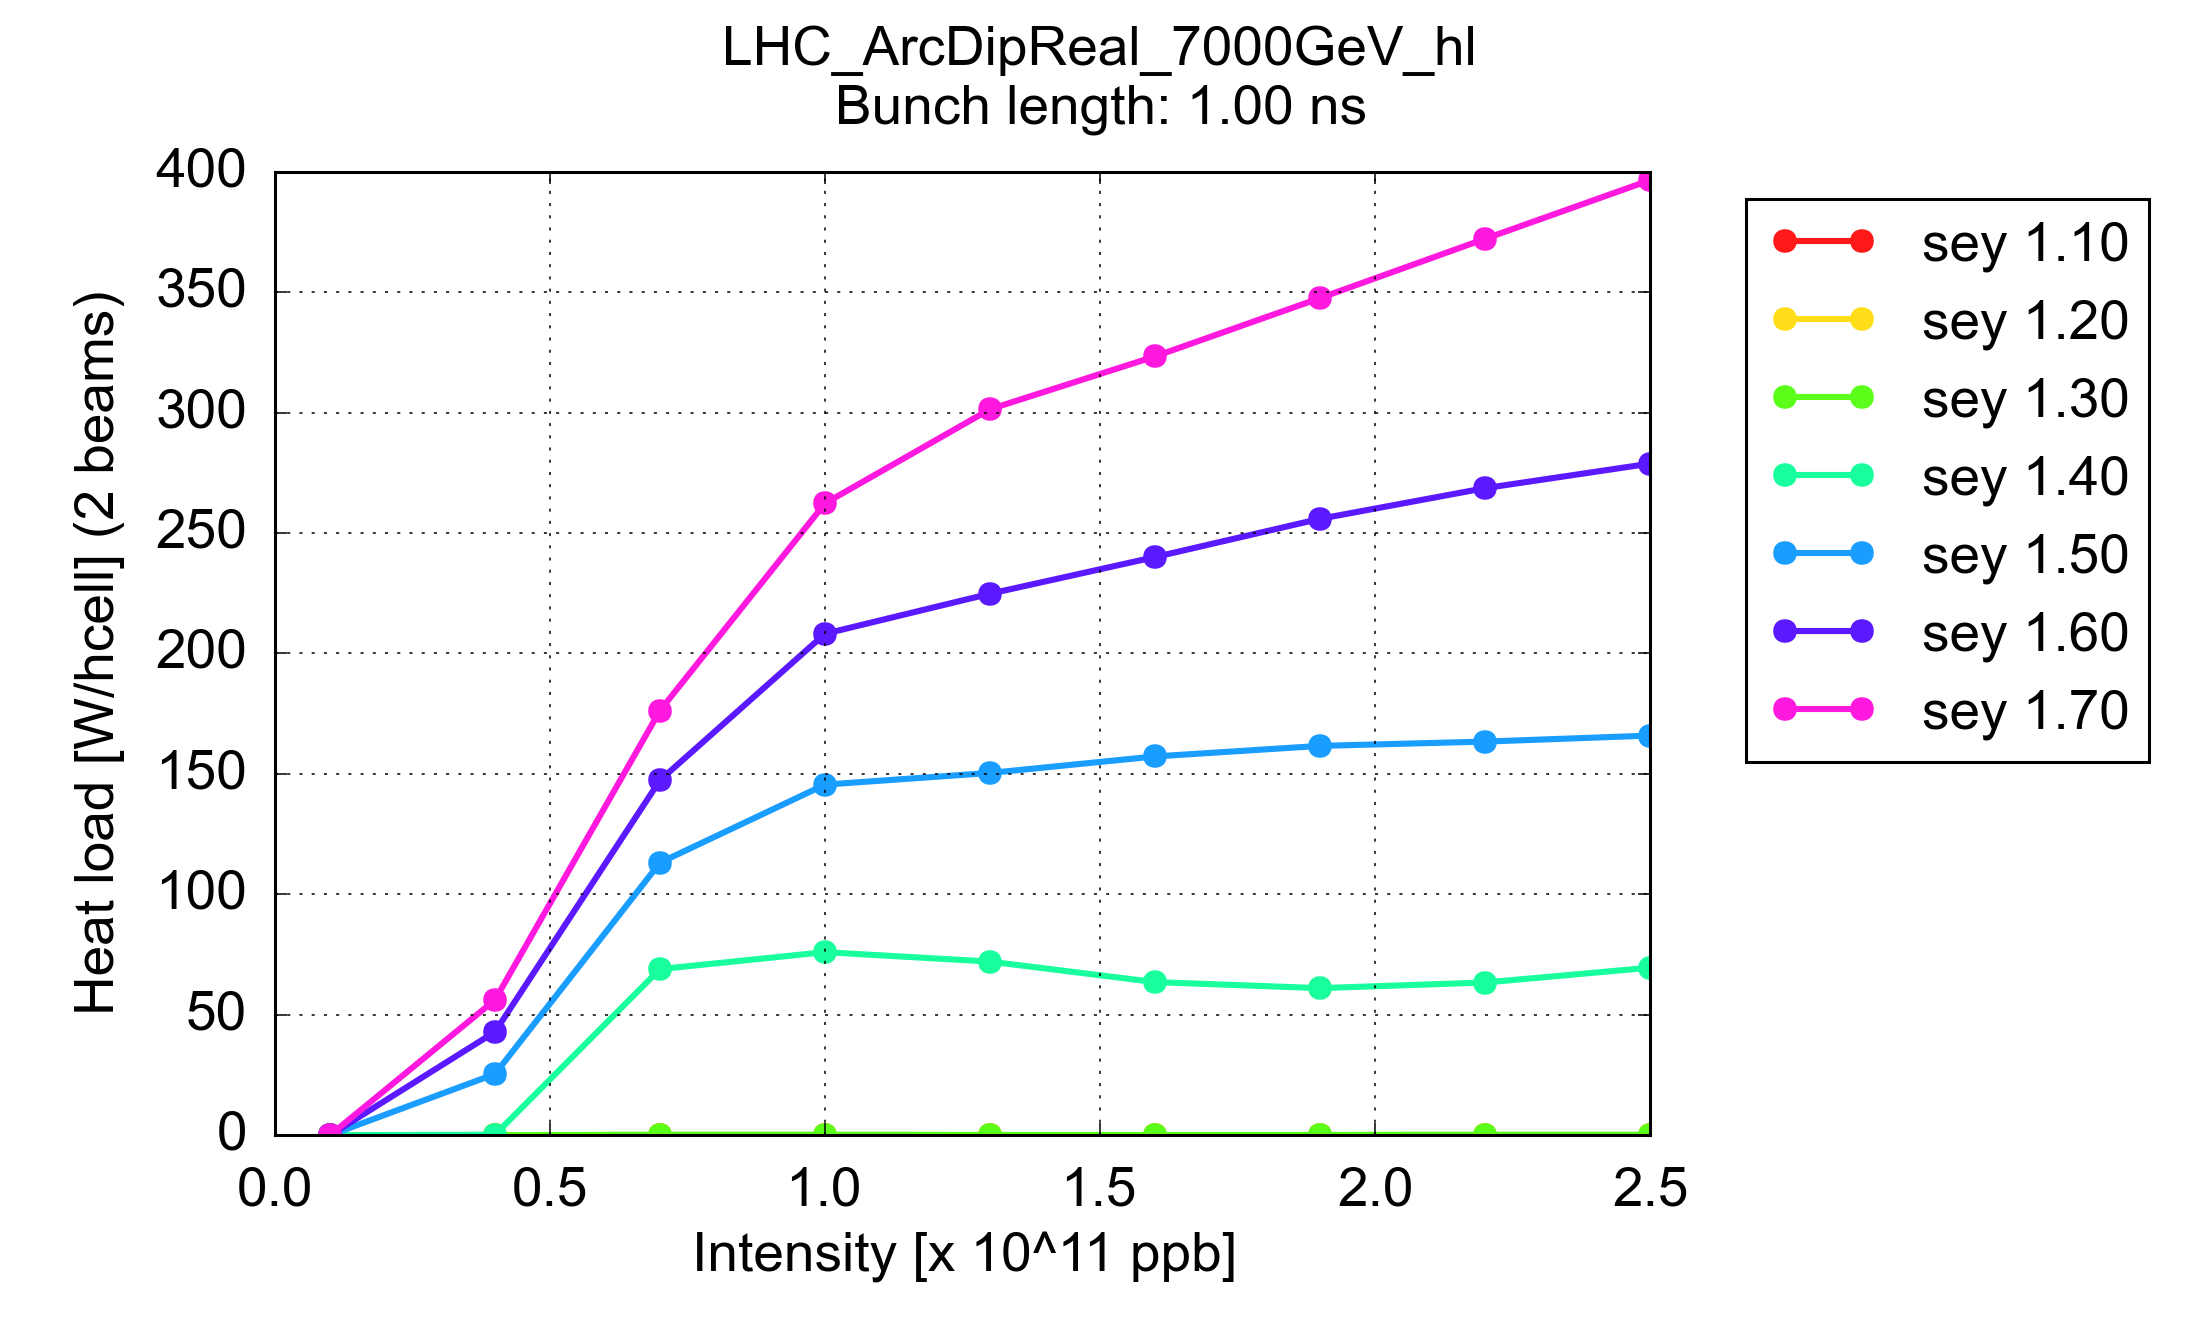 LHC_ArcDipReal_7000GeV_hl
Bunch length: 1.00 ns
400
350
300
250
200
150
100
50
0
Heat load [W/hcell] (2 beams)
0.0 0.5 1.0 1.5 2.0 2.5
Intensity [x 10^11 ppb]
sey 1.10
sey 1.20
sey 1.30
sey 1.40
sey 1.50
sey 1.60
sey 1.70